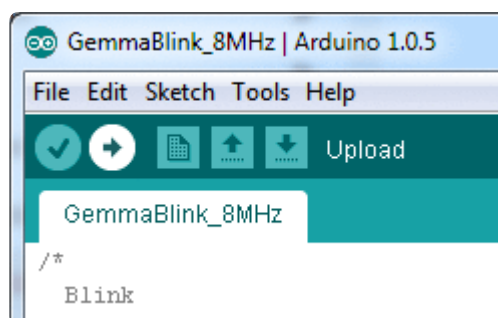 GemmaBlink_8MHz | Arduino 1.0.5
File Edit Sketch Tools Help
Upload
GemmaBlink_8MHz
/*
Blink